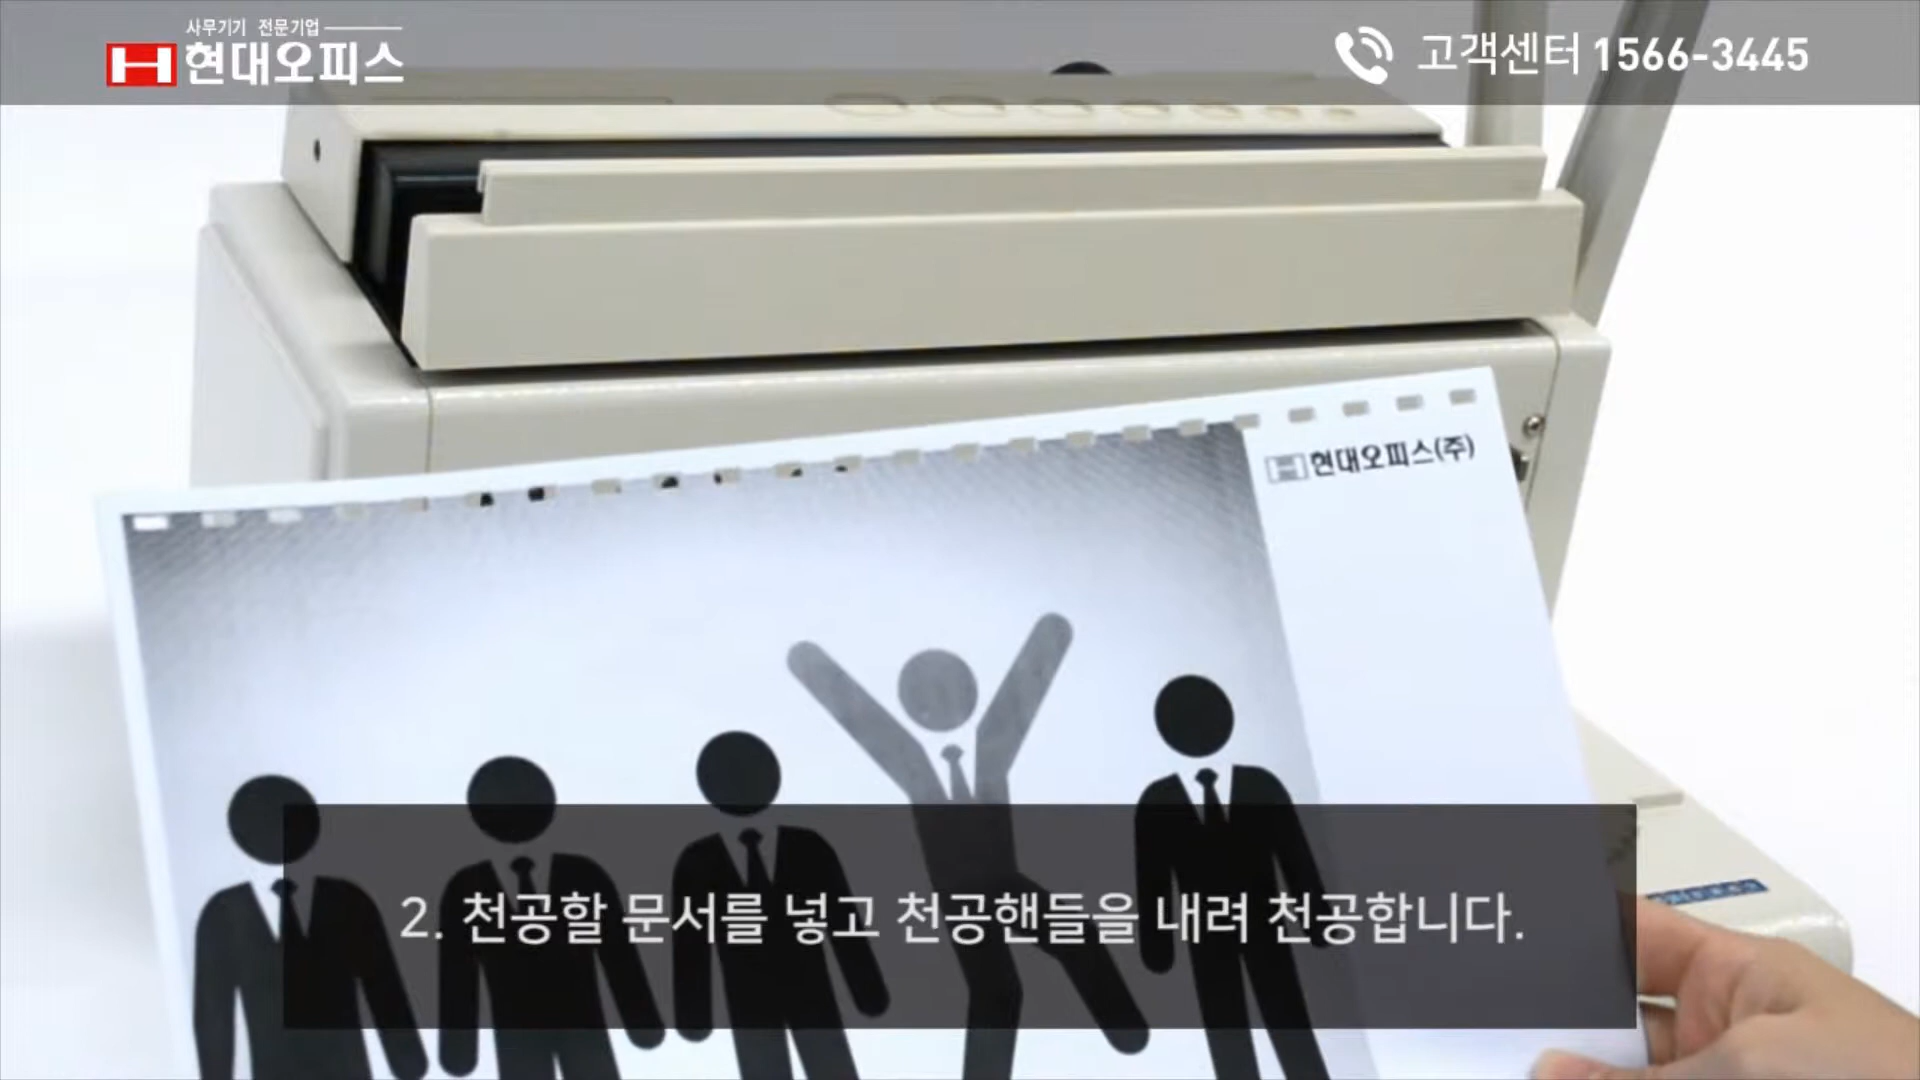 사무기기 전문기업
현대오피스
고객센터 1566-3445
현대오피스(주)
2. 천공할 문서를 넣고 천공핸들을 내려 천공합니다.